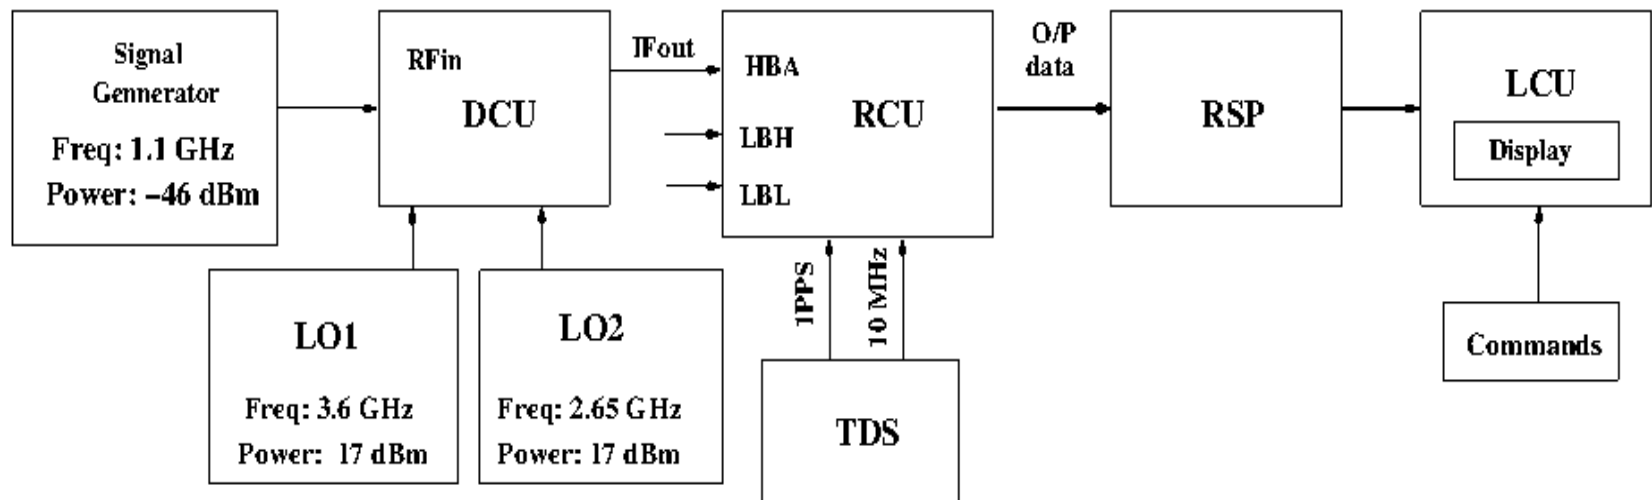 Signal
Gennerator
Freq: 1.1 GHz
Power: –46 dBm
RFin
DCU
IFout
HBA
RCU
LBH
LBL
O/P
data
RSP
LCU
Display
LO1
Freq: 3.6 GHz
Power: 17 dBm
LO2
Freq: 2.65 GHz
Power: 17 dBm
1PPS
10 MHz
TDS
Commands